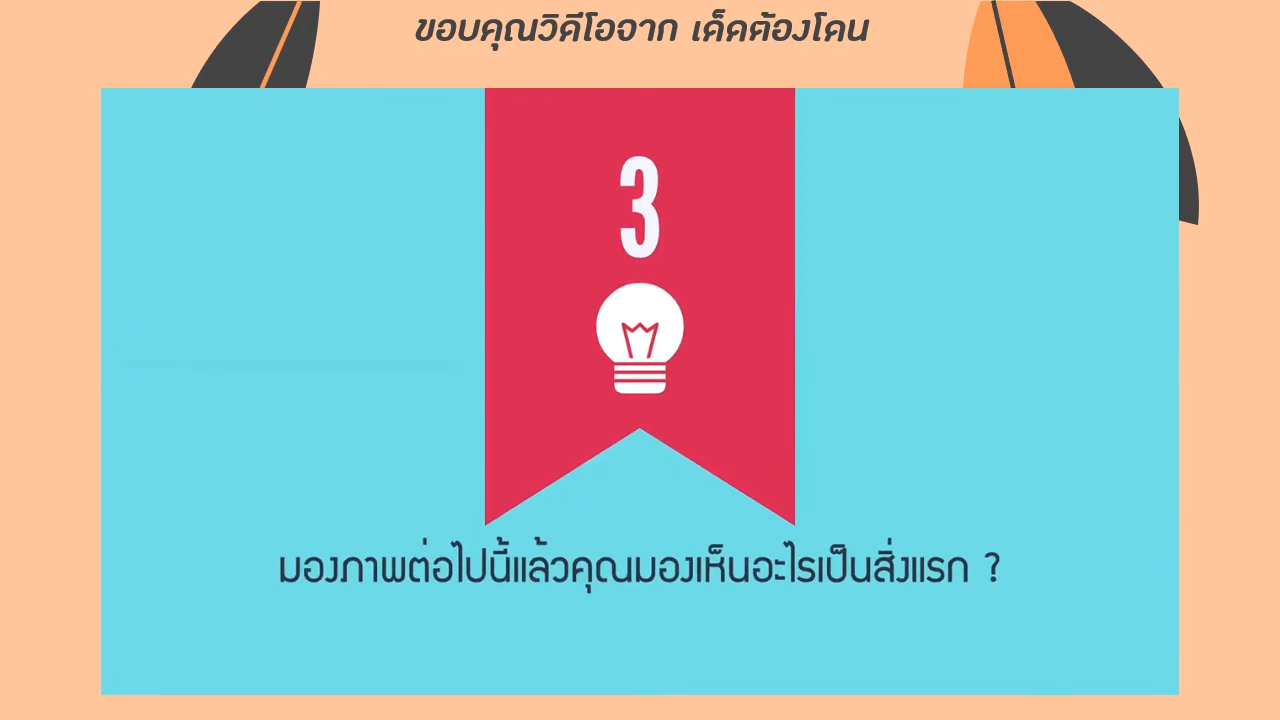 ขอบคุณวิดีโอจาก เด็ดต้องโดน
3
มองภาพต่อไปนี้แล้วคุณมองเห็นอะไรเป็นสิ่งแรก ?